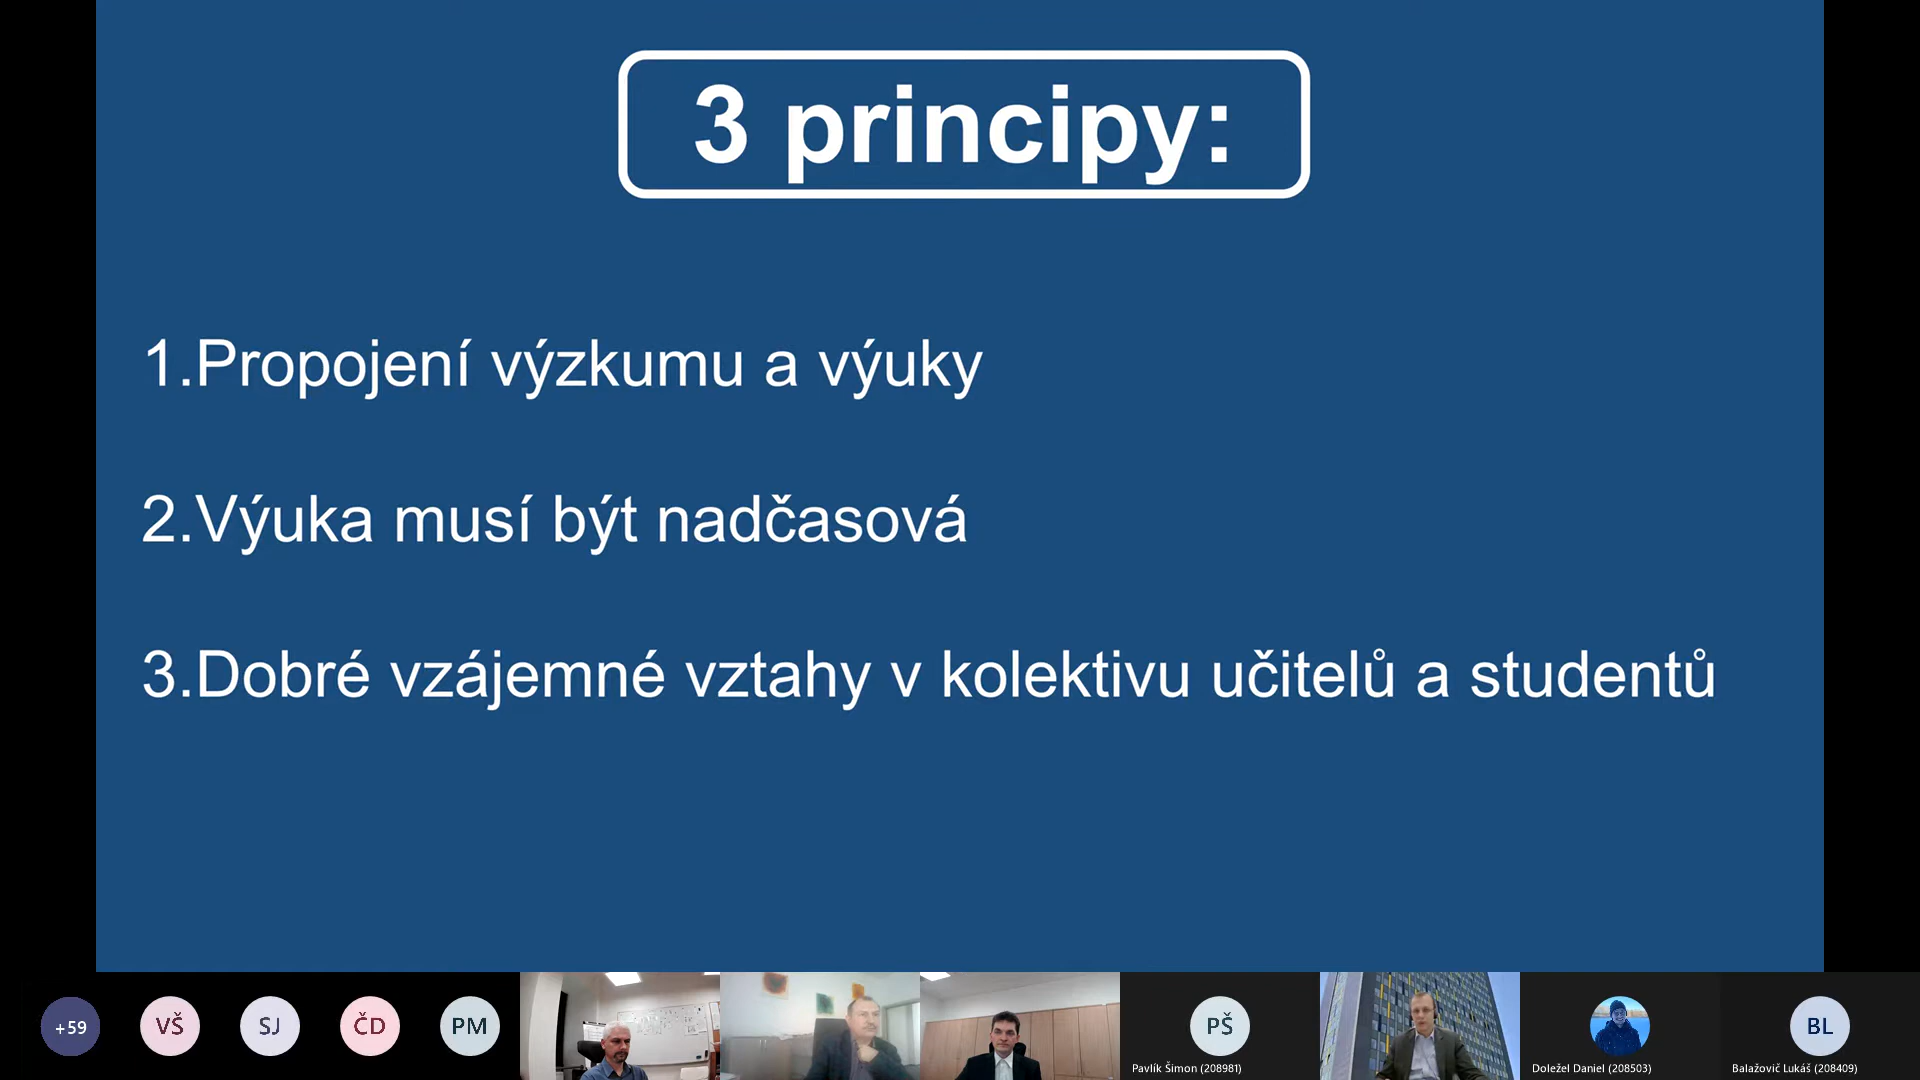 3 principy:
1.Propojení výzkumu a výuky
2.Výuka musí být nadčasová
3.Dobré vzájemné vztahy v kolektivu učitelů a studentů
+59
VŠ
SJ
ČD
PM
PŠ
BL
Pavlík Šimon (208981)
Doležel Daniel (208503)
Balažovič Lukáš (208409)